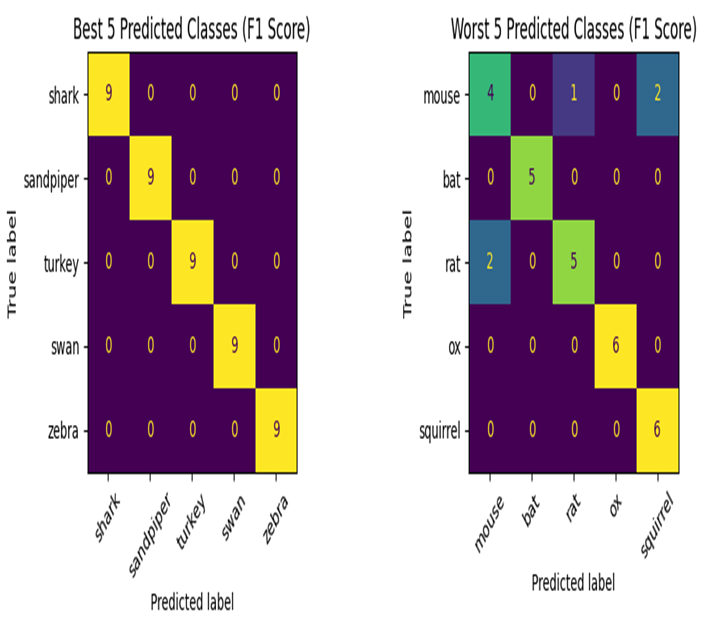 Best 5 Predicted Classes (F1 Score)
True label
shark 9 0 0 0 0
sandpiper 0 9 0 0 0
turkey 0 0 9 0 0
swan 0 0 0 9 0
zebra 0 0 0 0 9
shark sandpiper turkey swan zebra
Predicted label
Worst 5 Predicted Classes (F1 Score)
True label
mouse 4 0 1 0 2
bat 0 5 0 0 0
rat 2 0 5 0 0
ox 0 0 0 6 0
squirrel 0 0 0 0 6
mouse bat rat ox squirrel
Predicted label